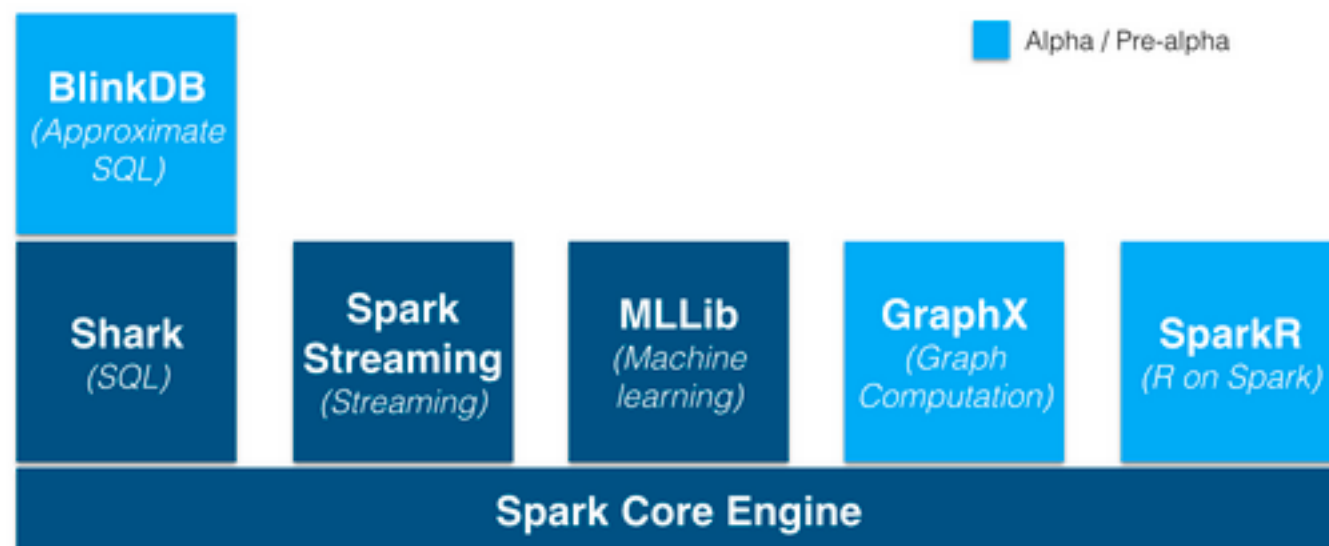 BlinkDB
(Approximate
SQL)
Alpha / Pre-alpha
Shark
(SQL)
Spark
Streaming
(Streaming)
MLLib
(Machine
learning)
GraphX
(Graph
Computation)
SparkR
(R on Spark)
Spark Core Engine